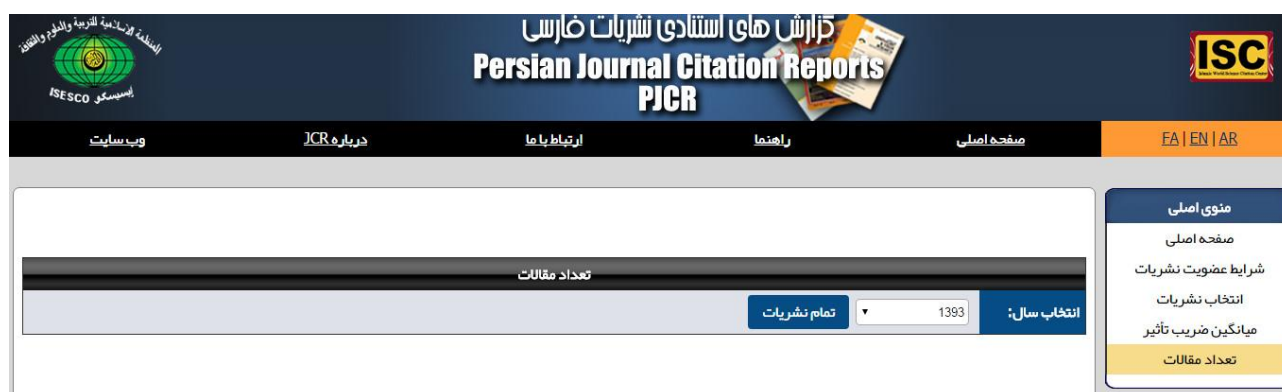 المنظمة الإسلامية للتربية والعلوم والثقافة
ISESCO ايسيسكو
گزارش های استنادی نشریات فارسی
Persian Journal Citation Reports
PJCR
ISC
FA | EN | AR
صفحه اصلی
راهنما
ارتباط با ما
درباره JCR
وب سایت
منوی اصلی
صفحه اصلی
شرایط عضویت نشریات
انتخاب نشریات
میانگین ضریب تأثیر
تعداد مقالات
تعداد مقالات
انتخاب سال: 1393 تمام نشریات